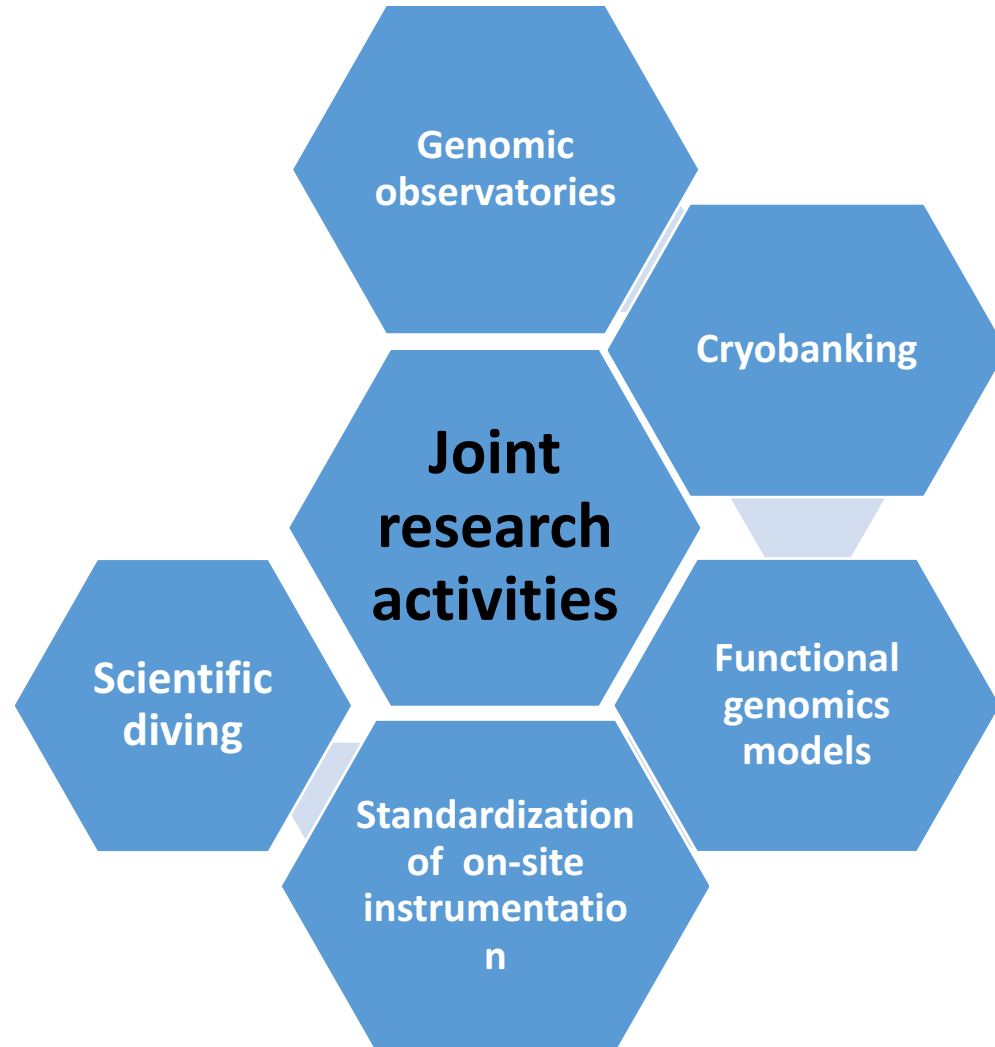 Genomic
observatories
Cryobanking
Joint
research
activities
Functional
genomics
models
Scientific
diving
Standardization
of on-site
instrumentatio
n